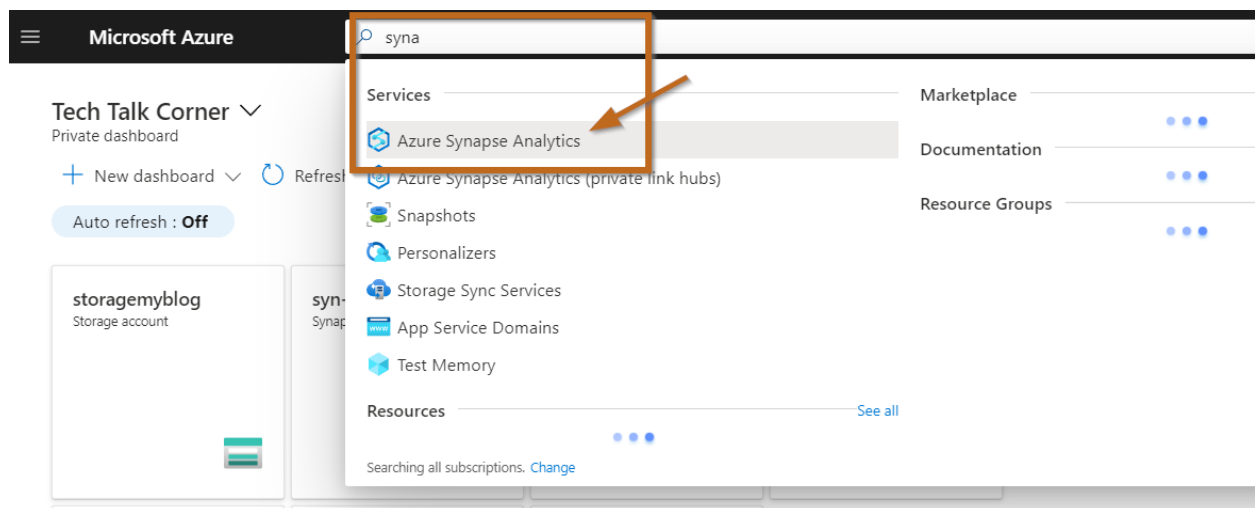 Microsoft Azure
syna
Tech Talk Corner
Private dashboard
New dashboard
Refresh
Auto refresh : Off
storagemyblog
Storage account
syn-
Synap
Services
Azure Synapse Analytics
Azure Synapse Analytics (private link hubs)
Snapshots
Personalizers
Storage Sync Services
App Service Domains
Test Memory
Resources
See all
Searching all subscriptions. Change
Marketplace
Documentation
Resource Groups